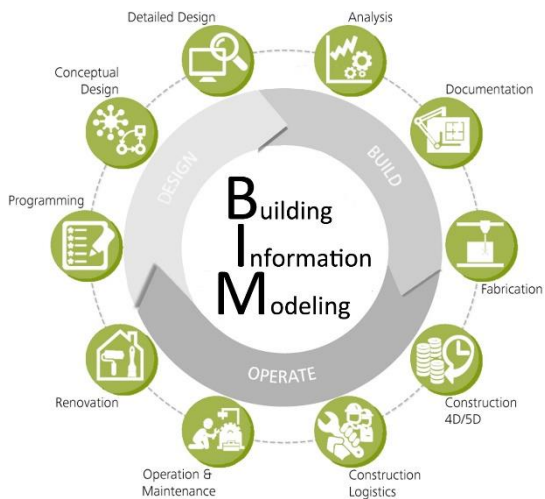 Detailed Design
Analysis
Conceptual
Design
Documentation
DESIGN
BUILD
Programming
Building
Information
Modeling
Fabrication
OPERATE
Renovation
Construction
4D/5D
Operation &
Maintenance
Construction
Logistics